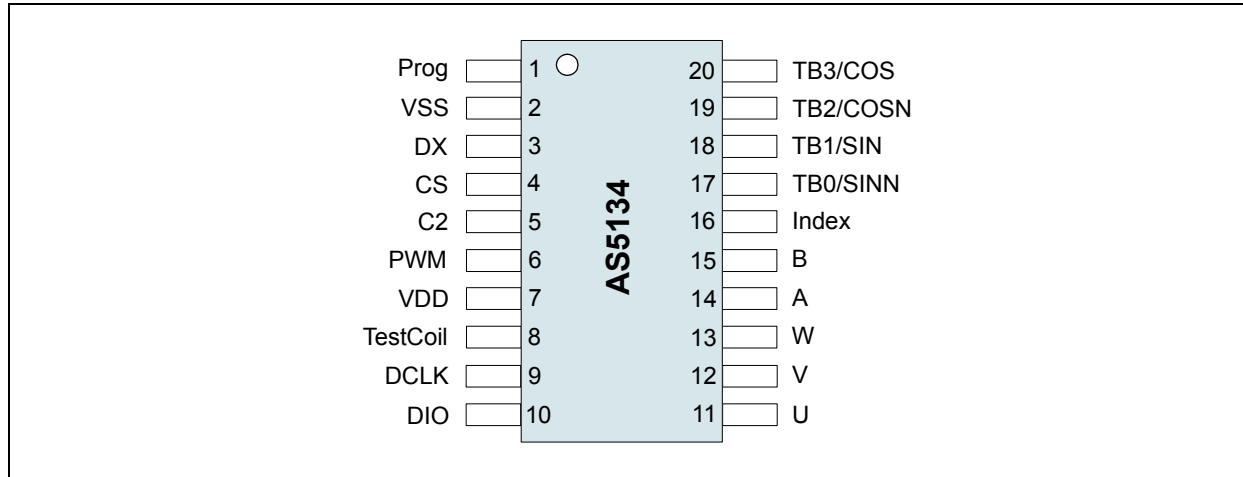 Prog 1 20 TB3/COS
VSS 2 19 TB2/COSN
DX 3 18 TB1/SIN
CS 4 17 TB0/SINN
C2 5 16 Index
PWM 6 15 B
VDD 7 14 A
TestCoil 8 13 W
DCLK 9 12 V
DIO 10 11 U
AS5134